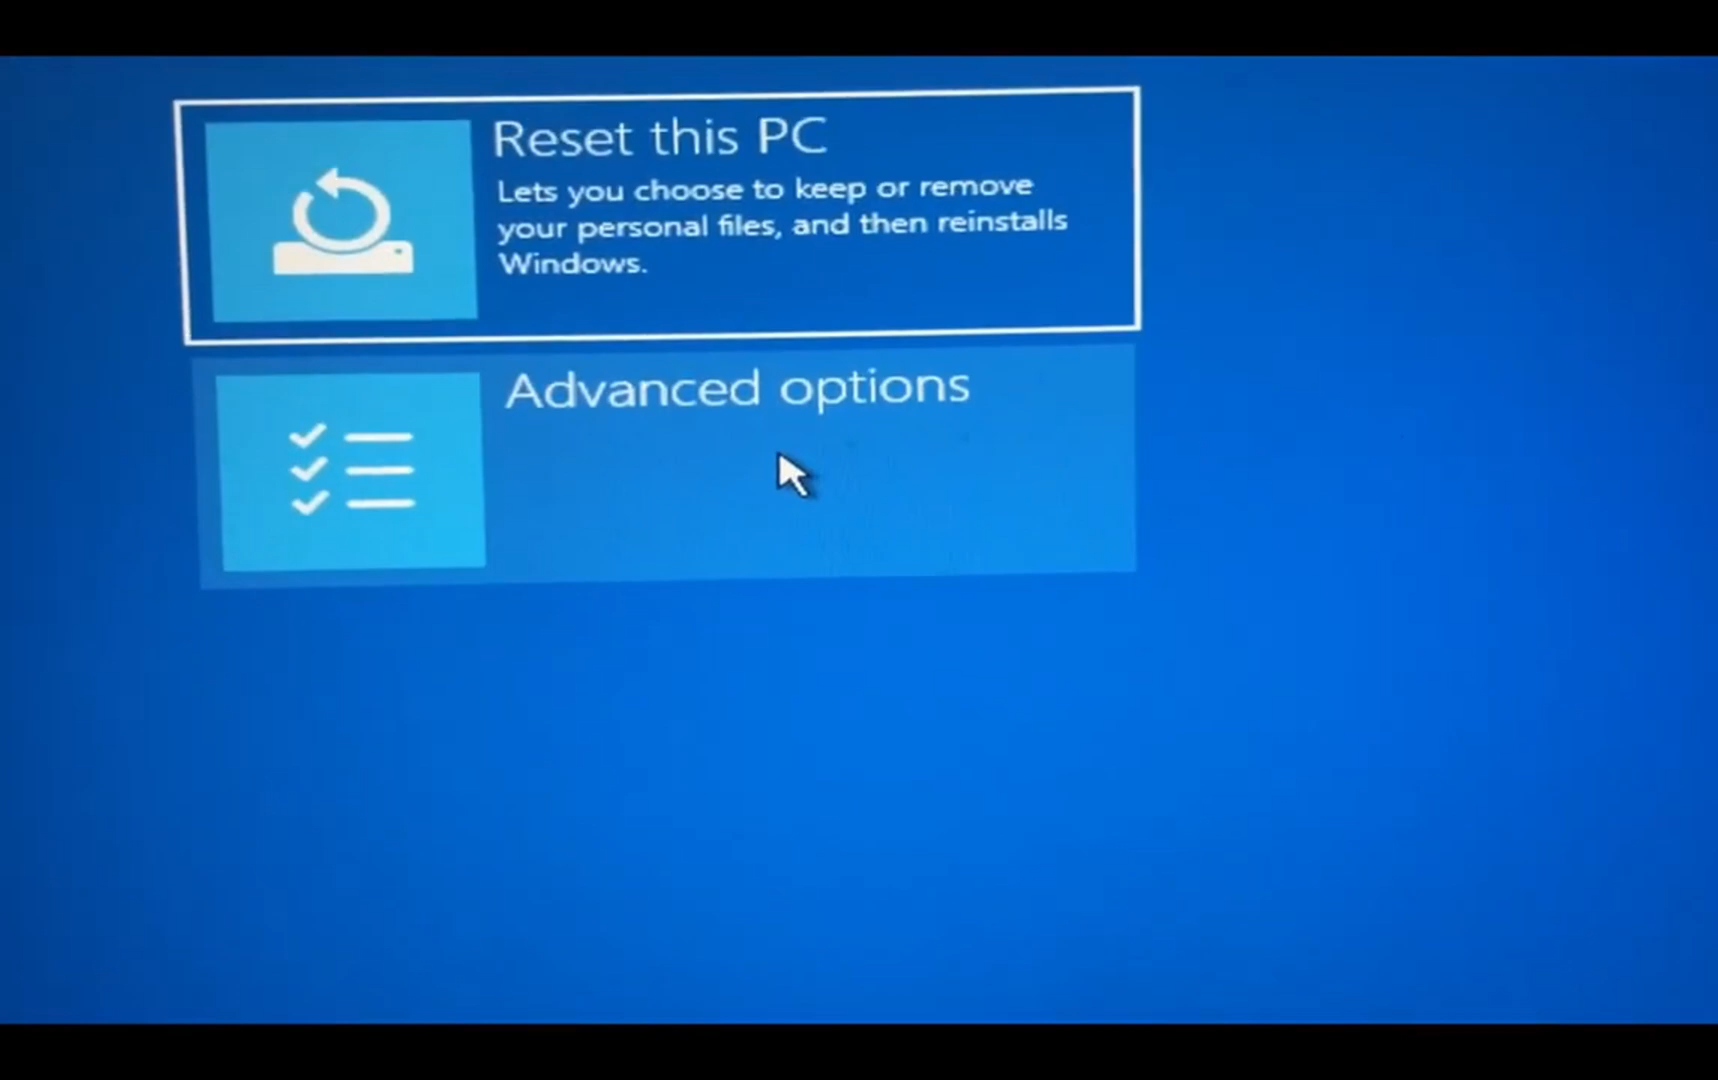 Reset this PC
Lets you choose to keep or remove
your personal files, and then reinstalls
Windows.
Advanced options